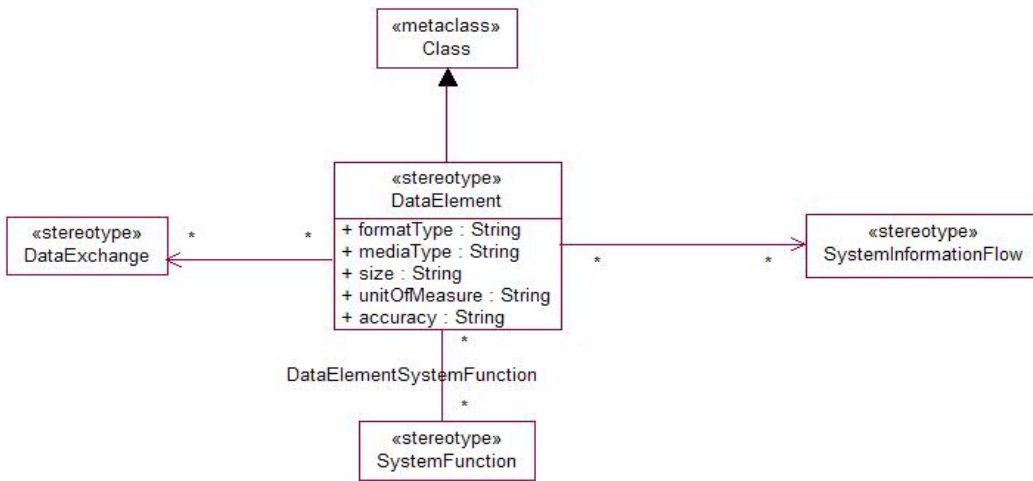 «metaclass»
Class
«stereotype»
DataElement
+ formatType : String
+ mediaType : String
+ size : String
+ unitOfMeasure : String
+ accuracy : String
«stereotype»
DataExchange
*
*
*
*
«stereotype»
SystemInformationFlow
*
DataElementSystemFunction
*
«stereotype»
SystemFunction